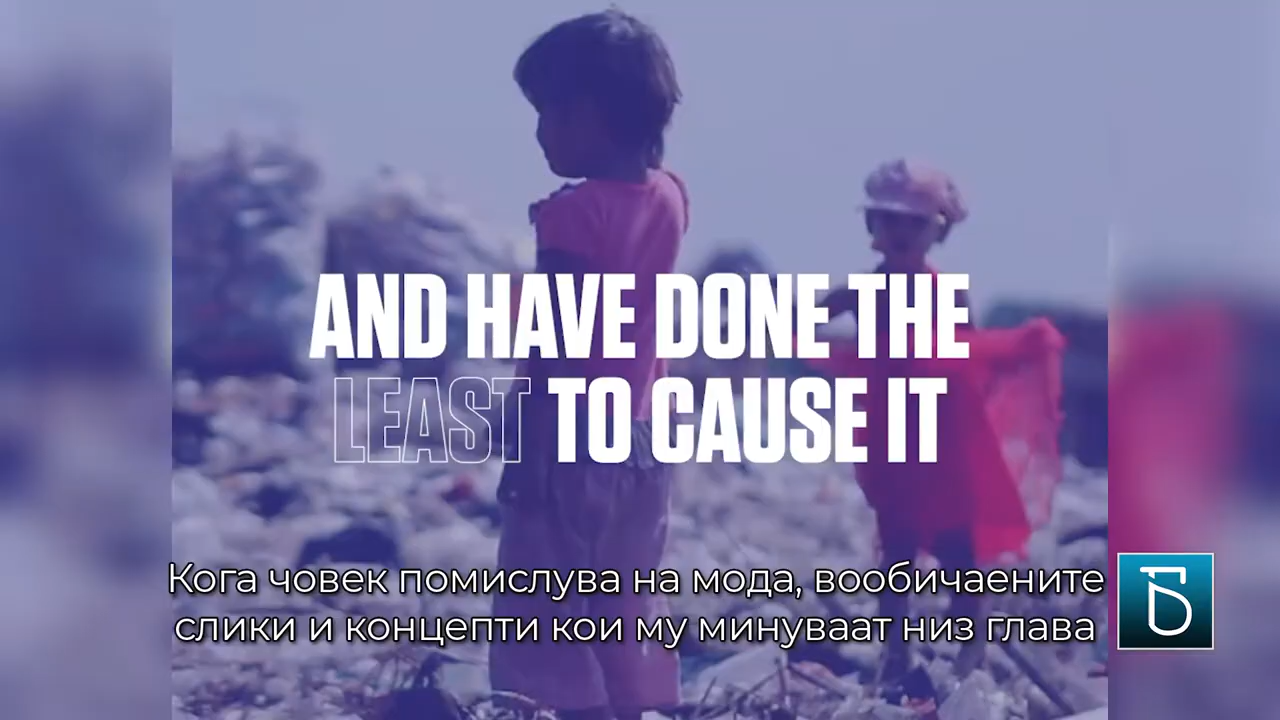 AND HAVE DONE THE
LEAST TO CAUSE IT
Кога човек помислува на мода, вообичаените
слики и концепти кои му минуваат низ глава